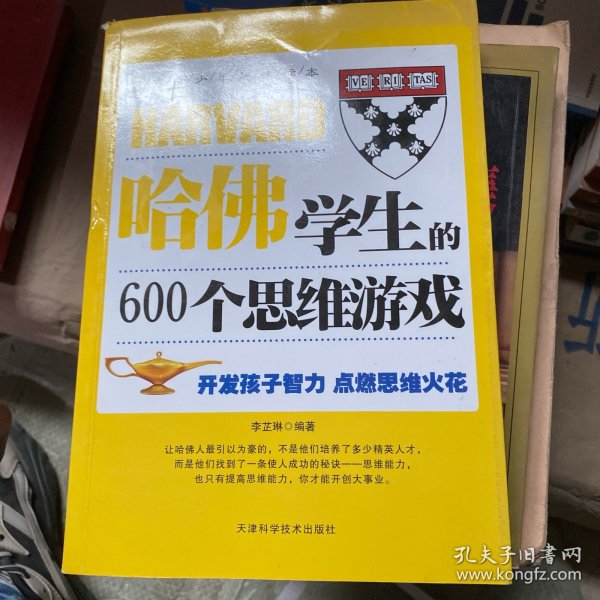 VE RI TAS
HARVARD
哈佛学生的
600个思维游戏
开发孩子智力 点燃思维火花
李芷琳◎编著
让哈佛人最引以为豪的，不是他们培养了多少精英人才，
而是他们找到了一条使人成功的秘诀——思维能力，
也只有提高思维能力，你才能开创大事业。
天津科学技术出版社
孔夫子旧书网
www.kongfz.com